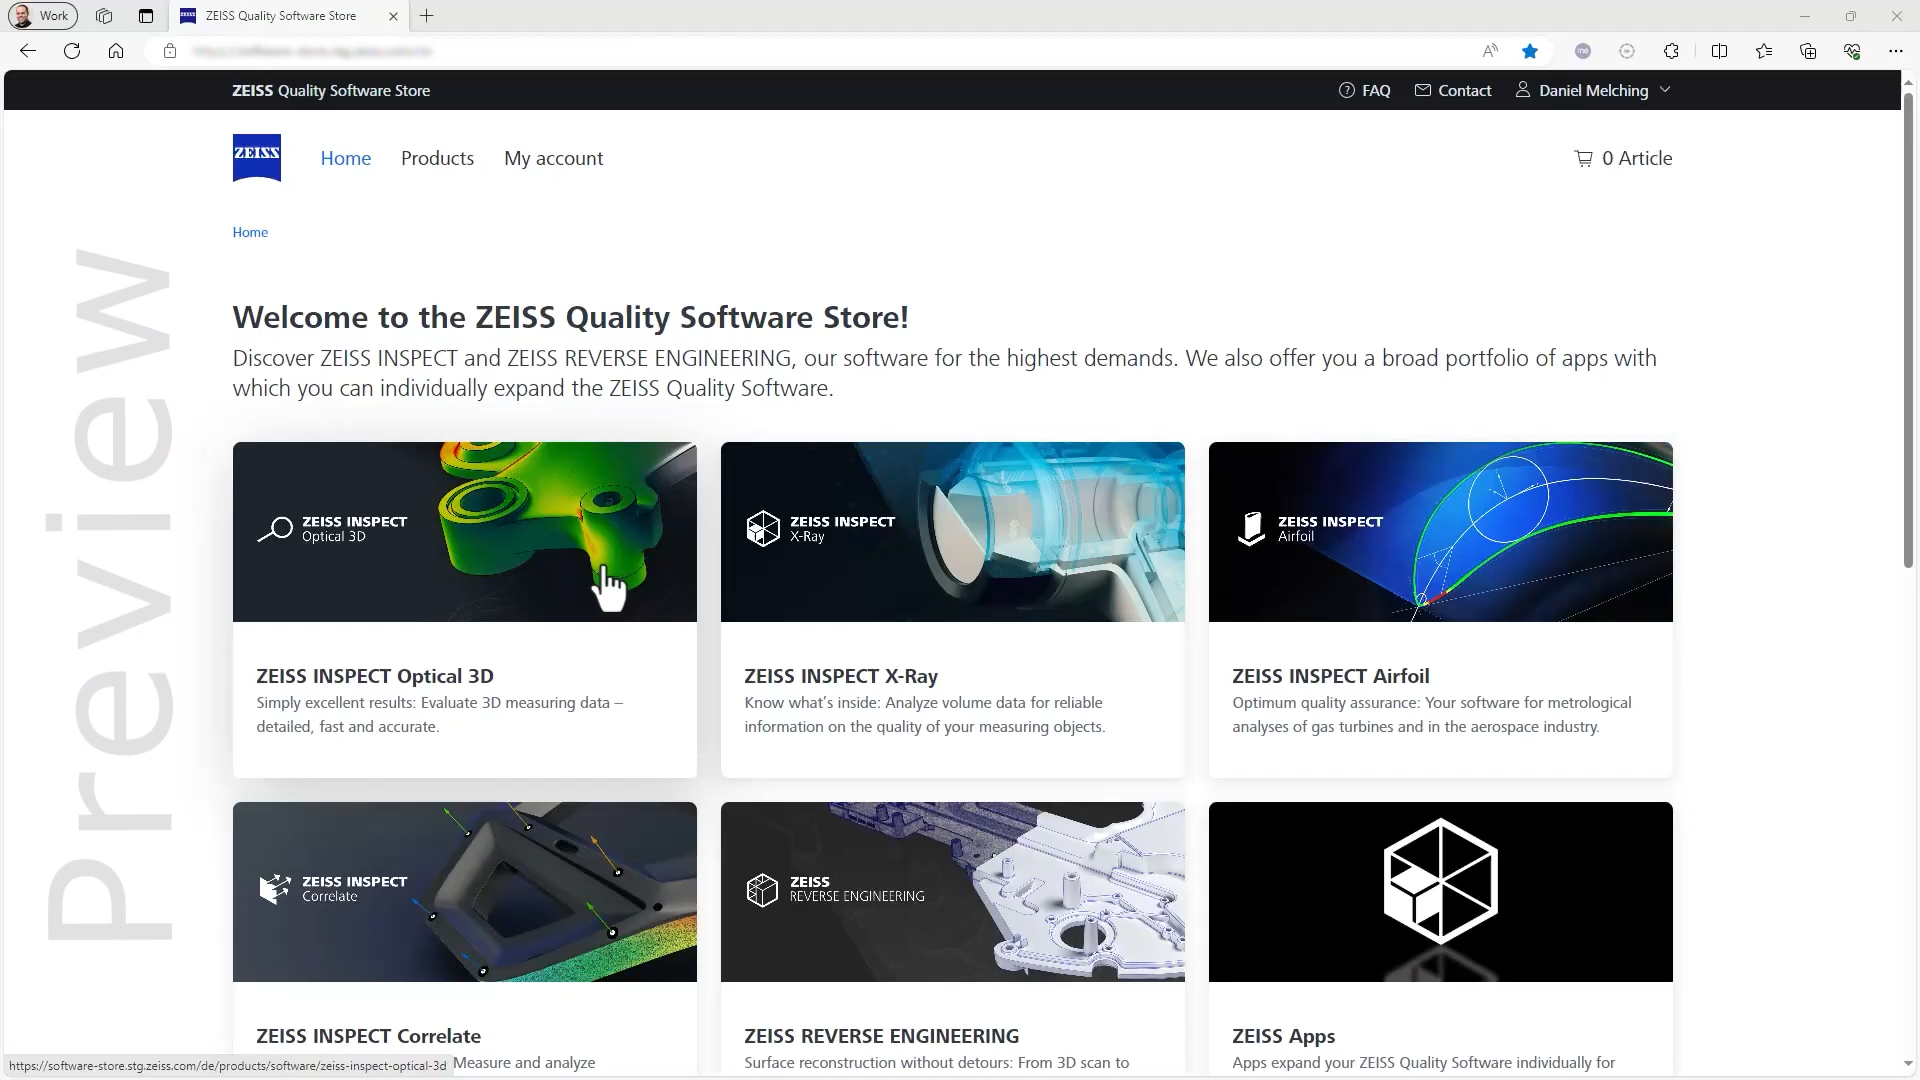 Work
ZEISS Quality Software Store
ZEISS Quality Software Store
FAQ
Contact
Daniel Melching
ZEISS
Home
Products
My account
0 Article
Home
Preview
Welcome to the ZEISS Quality Software Store!
Discover ZEISS INSPECT and ZEISS REVERSE ENGINEERING, our software for the highest demands. We also offer you a broad portfolio of apps with
which you can individually expand the ZEISS Quality Software.
ZEISS INSPECT
Optical 3D
ZEISS INSPECT
X-Ray
ZEISS INSPECT
Airfoil
ZEISS INSPECT Optical 3D
Simply excellent results: Evaluate 3D measuring data –
detailed, fast and accurate.
ZEISS INSPECT X-Ray
Know what's inside: Analyze volume data for reliable
information on the quality of your measuring objects.
ZEISS INSPECT Airfoil
Optimum quality assurance: Your software for metrological
analyses of gas turbines and in the aerospace industry.
ZEISS INSPECT
Correlate
ZEISS
REVERSE ENGINEERING
ZEISS INSPECT Correlate
Measure and analyze
ZEISS REVERSE ENGINEERING
Surface reconstruction without detours: From 3D scan to
ZEISS Apps
Apps expand your ZEISS Quality Software individually for
https://software-store.stg.zeiss.com/de/products/software/zeiss-inspect-optical-3d